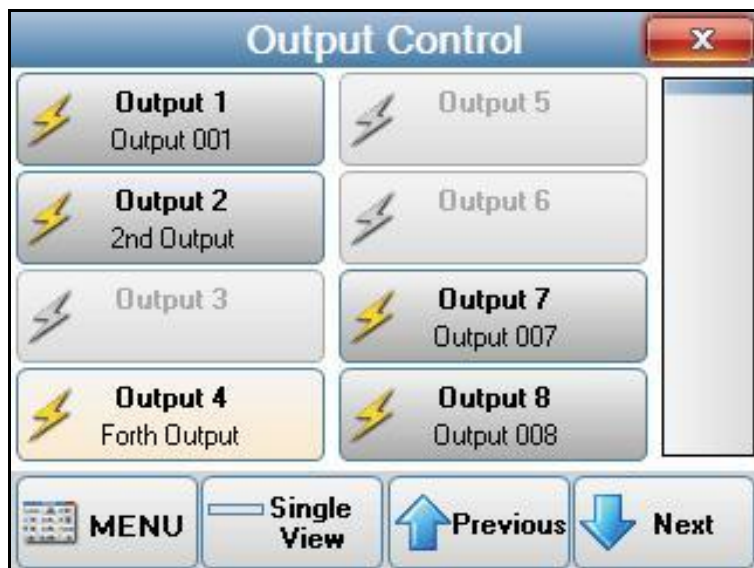 Output Control
X
Output 1
Output 001
Output 5
Output 2
2nd Output
Output 6
Output 3
Output 7
Output 007
Output 4
Forth Output
Output 8
Output 008
MENU
Single
View
Previous
Next